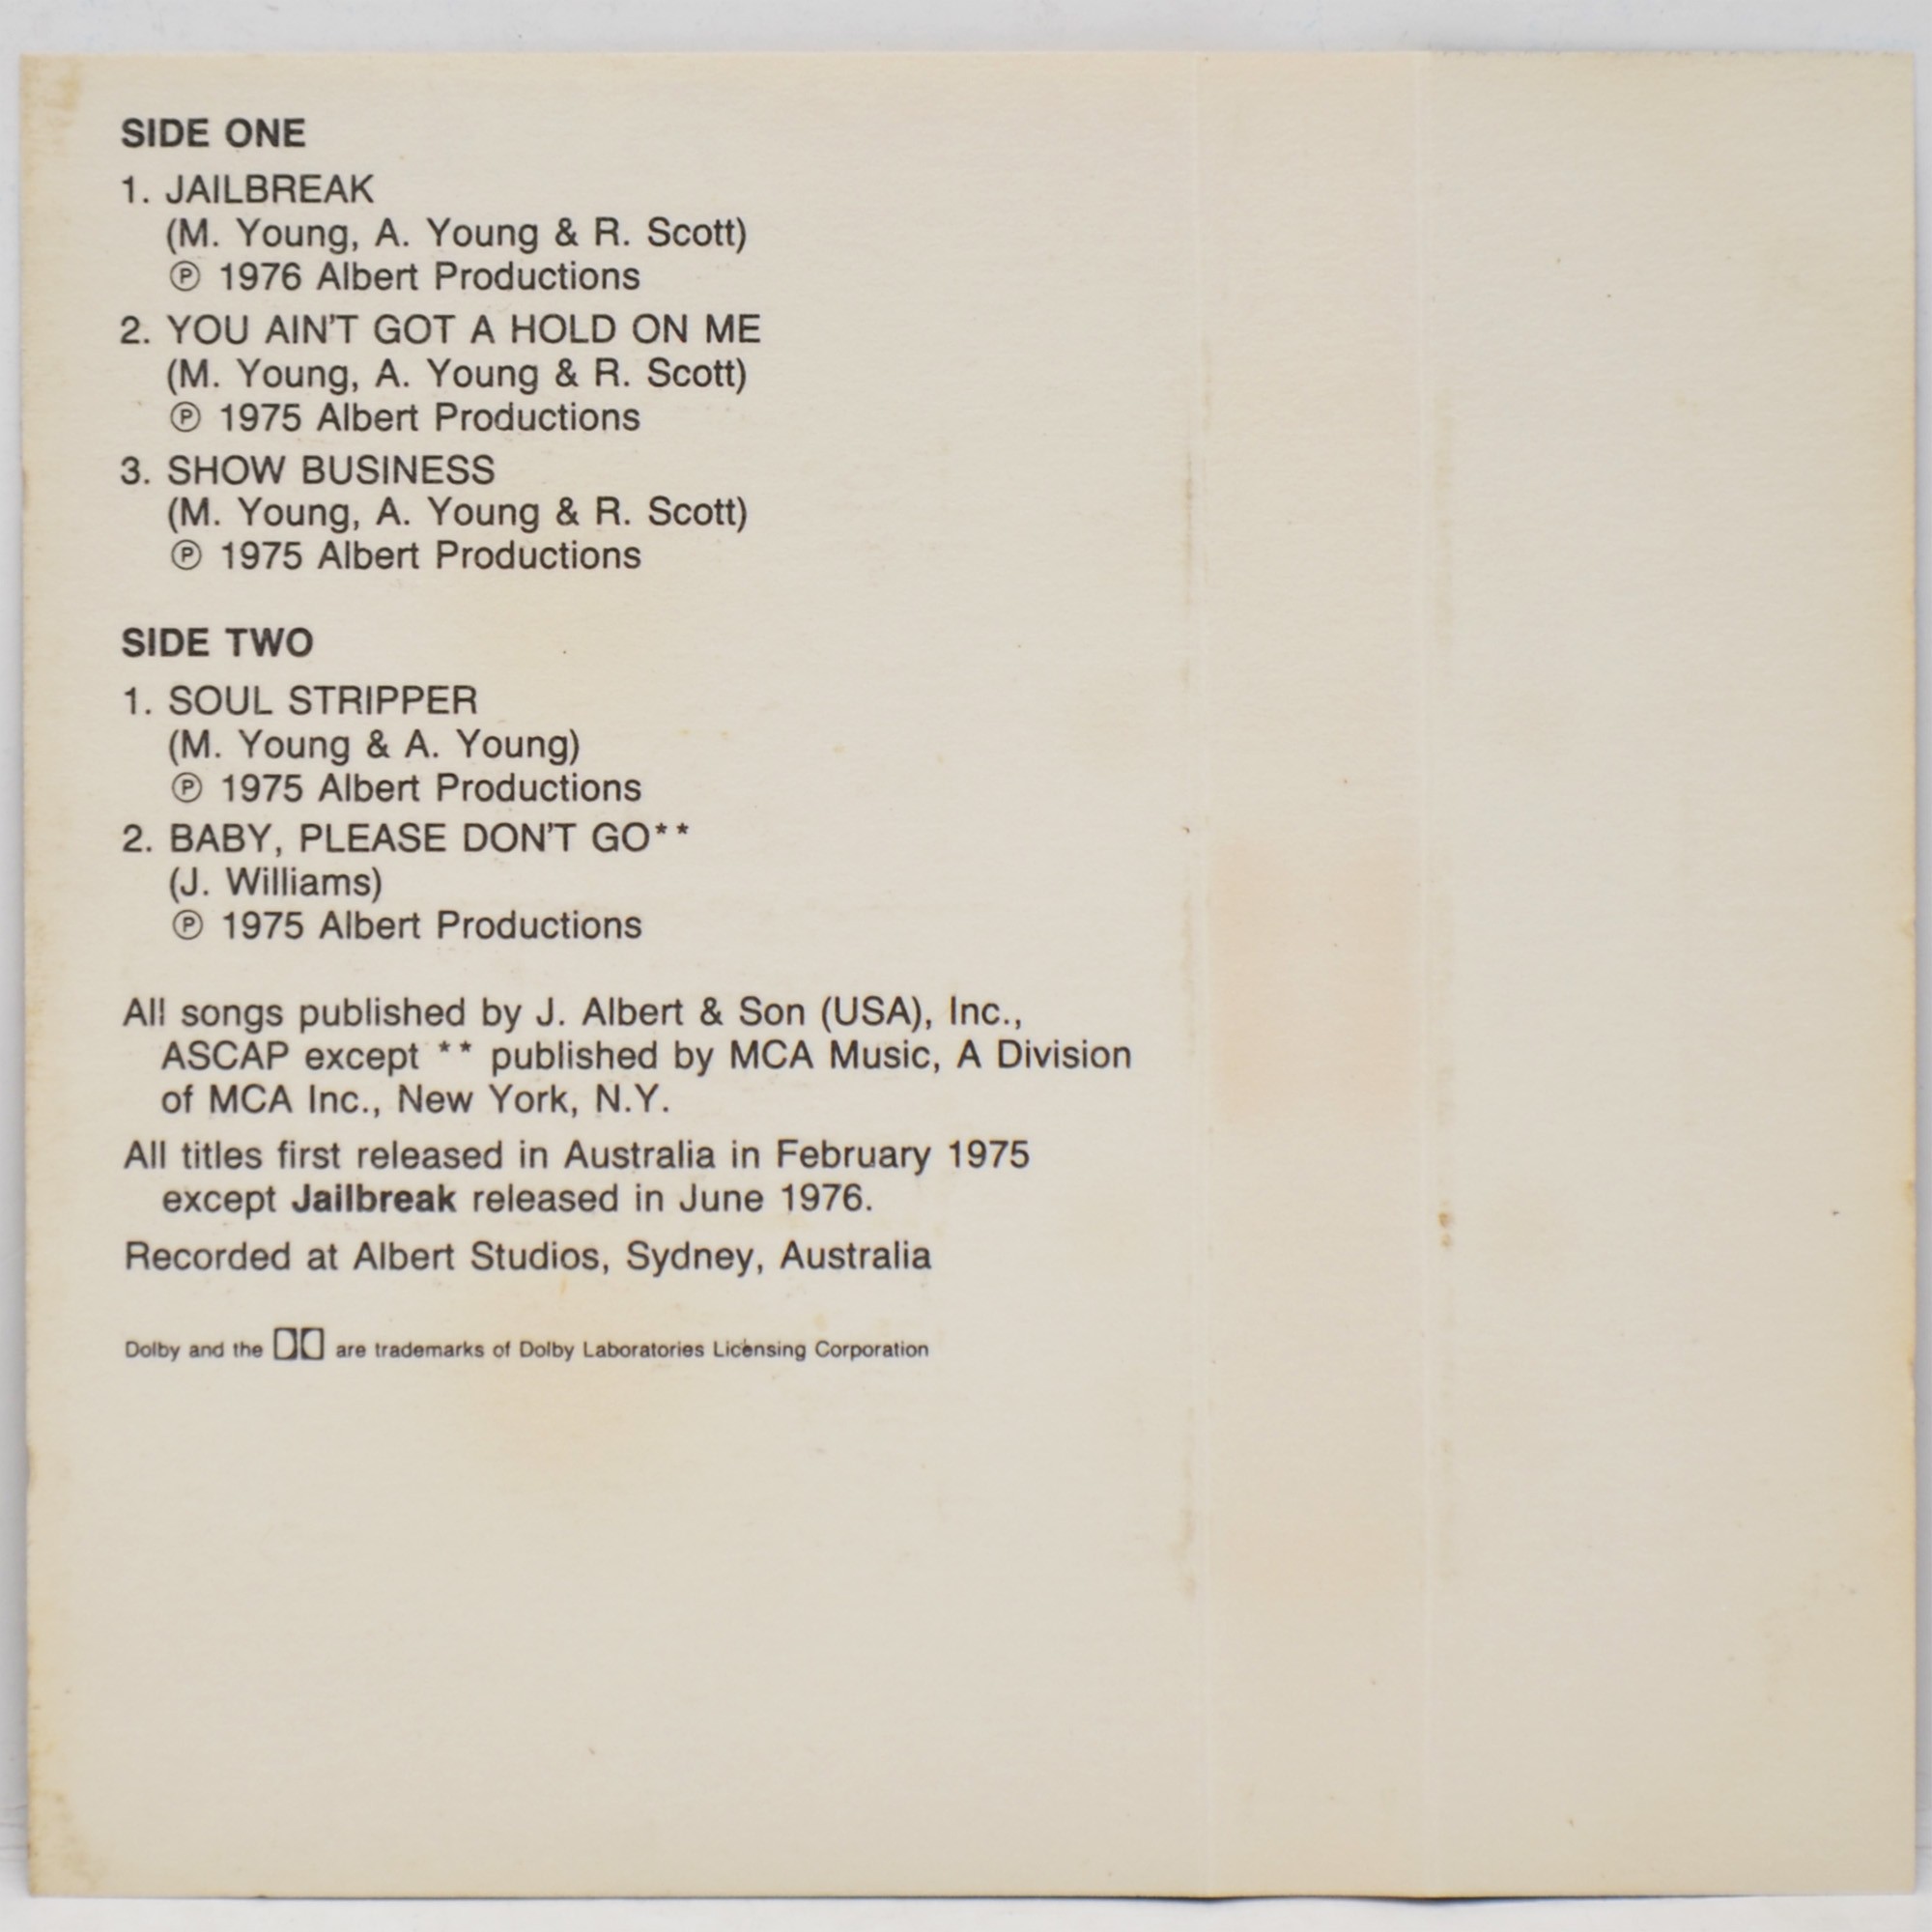 SIDE ONE
1. JAILBREAK
(M. Young, A. Young & R. Scott)
℗ 1976 Albert Productions
2. YOU AIN'T GOT A HOLD ON ME
(M. Young, A. Young & R. Scott)
℗ 1975 Albert Productions
3. SHOW BUSINESS
(M. Young, A. Young & R. Scott)
℗ 1975 Albert Productions
SIDE TWO
1. SOUL STRIPPER
(M. Young & A. Young)
℗ 1975 Albert Productions
2. BABY, PLEASE DON'T GO**
(J. Williams)
℗ 1975 Albert Productions
All songs published by J. Albert & Son (USA), Inc.,
ASCAP except ** published by MCA Music, A Division
of MCA Inc., New York, N.Y.
All titles first released in Australia in February 1975
except Jailbreak released in June 1976.
Recorded at Albert Studios, Sydney, Australia
Dolby and the are trademarks of Dolby Laboratories Licensing Corporation